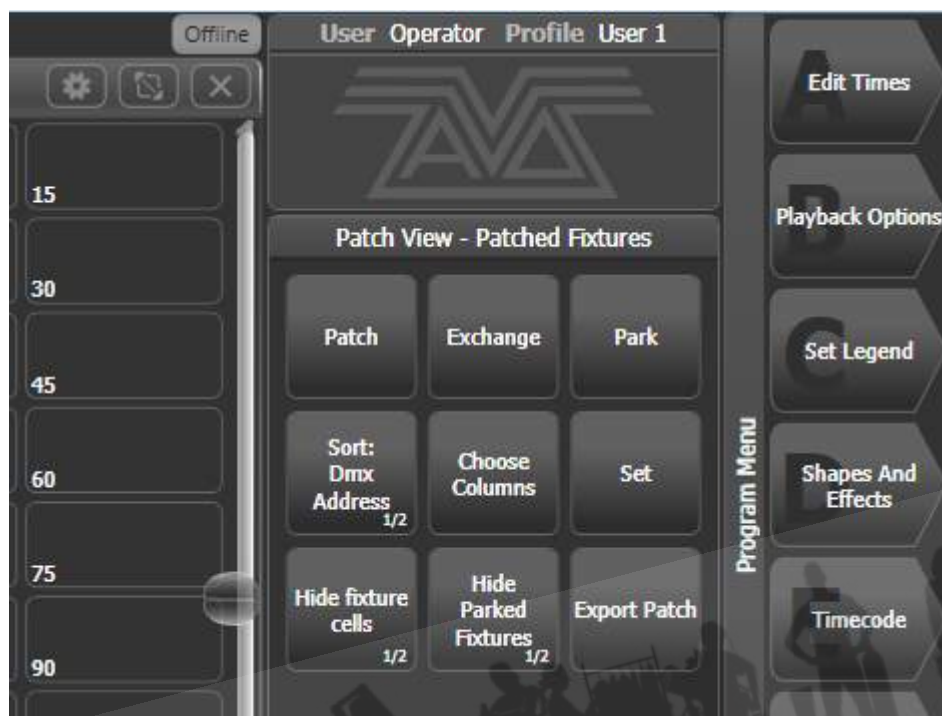 Offline
User Operator Profile User 1
AVO
15
30
45
60
75
90
Patch View - Patched Fixtures
Patch
Exchange
Park
Sort:
Dmx
Address
1/2
Choose
Columns
Set
Hide fixture
cells
1/2
Hide
Parked
Fixtures
1/2
Export Patch
Program Menu
A
Edit Times
B
Playback Options
C
Set Legend
D
Shapes And
Effects
E
Timecode